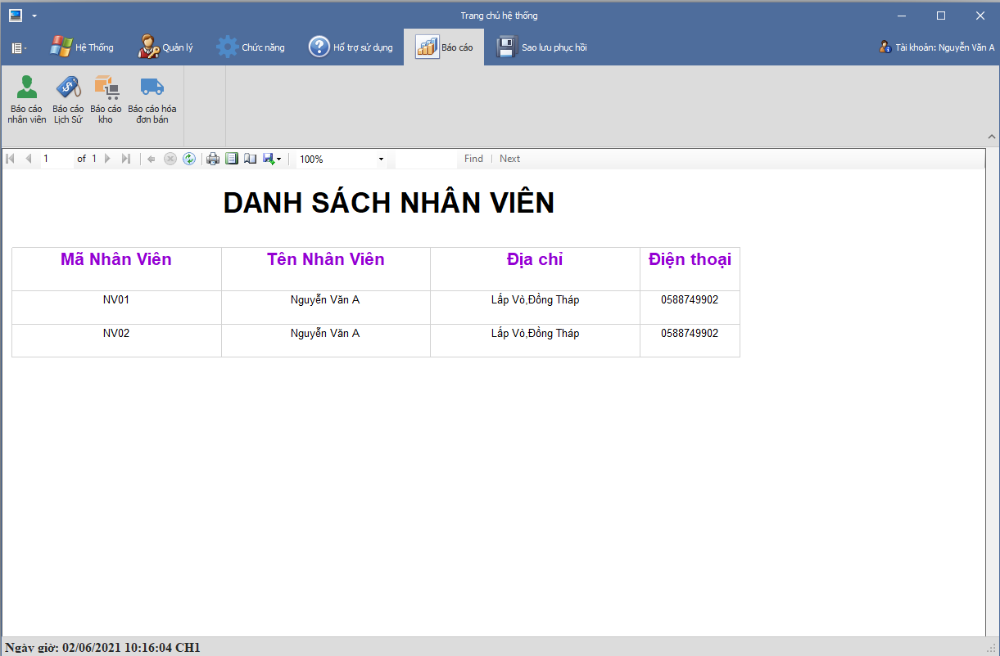 Trang chủ hệ thống
Hệ Thống Quản lý Chức năng Hổ trợ sử dụng Báo cáo Sao lưu phục hồi Tài khoản: Nguyễn Văn A
Báo cáo nhân viên
Báo cáo Lịch Sử
Báo cáo kho
Báo cáo hóa đơn bán
1 of 1 100% Find Next
DANH SÁCH NHÂN VIÊN
Mã Nhân Viên Tên Nhân Viên Địa chỉ Điện thoại
NV01 Nguyễn Văn A Lấp Vò,Đồng Tháp 0588749902
NV02 Nguyễn Văn A Lấp Vò,Đồng Tháp 0588749902
Ngày giờ: 02/06/2021 10:16:04 CH1